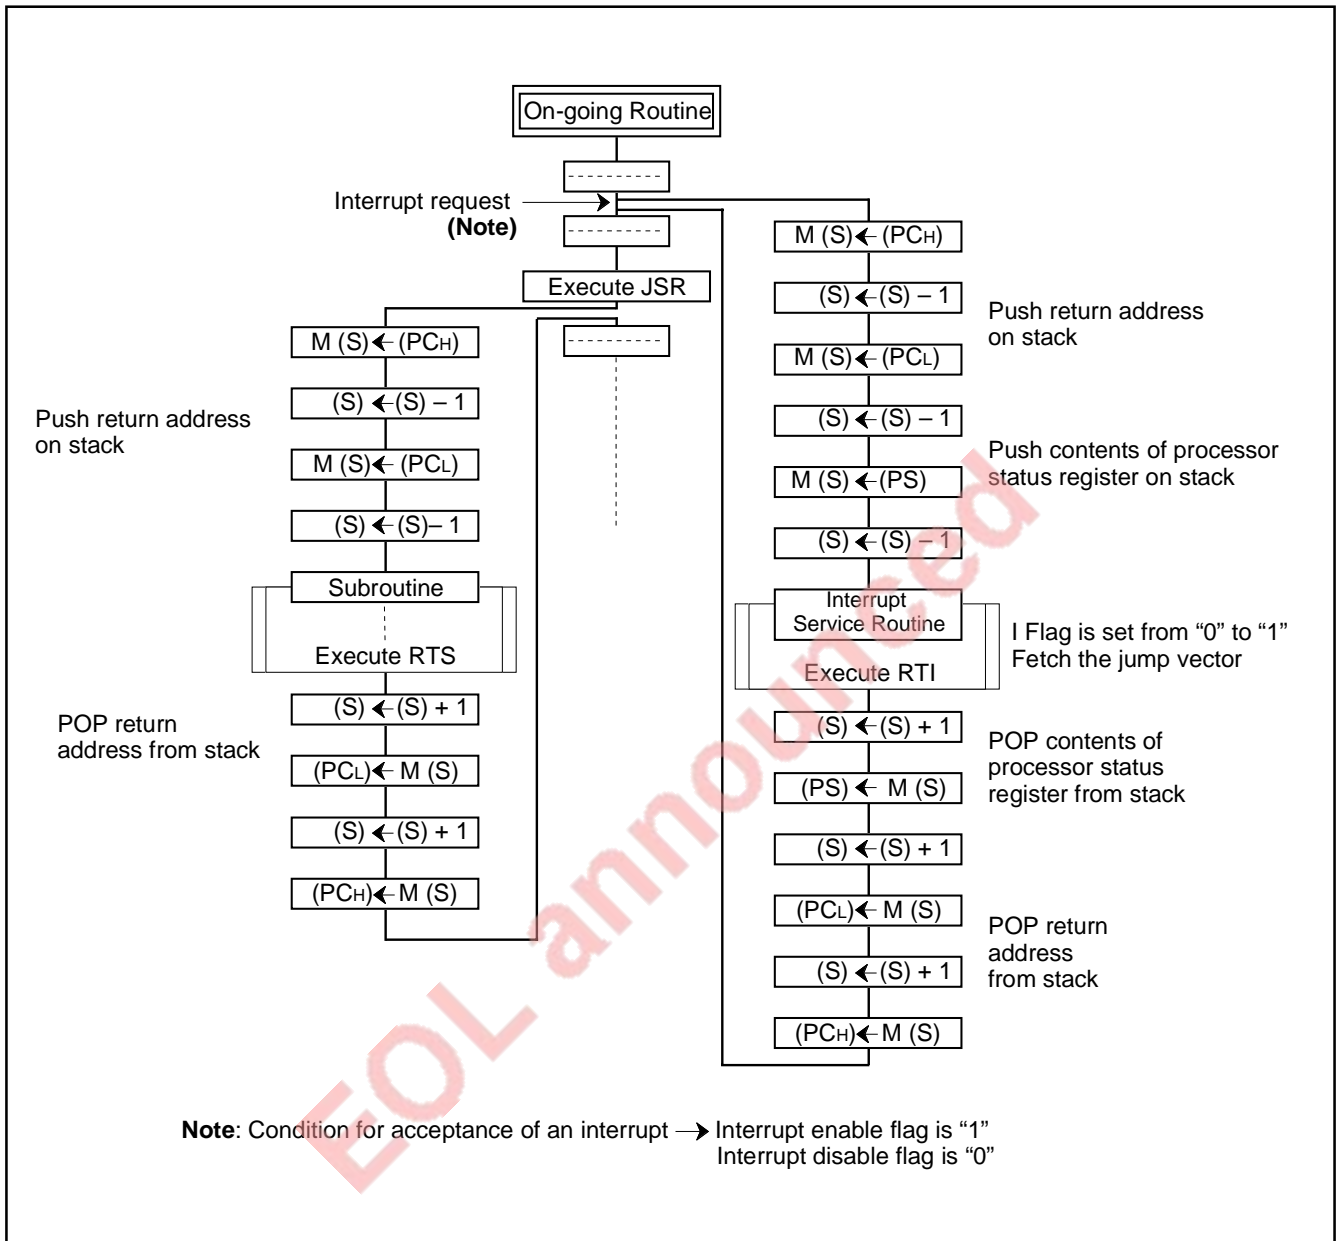 On-going Routine
Interrupt request
(Note)
Execute JSR
M (S) ← (PCH)
(S) ← (S) – 1
M (S) ← (PCL)
(S) ← (S)– 1
Push return address
on stack
Subroutine
Execute RTS
(S) ← (S) + 1
(PCL) ← M (S)
(S) ← (S) + 1
(PCH) ← M (S)
POP return
address from stack
M (S) ← (PCH)
(S) ← (S) – 1
M (S) ← (PCL)
(S) ← (S) – 1
M (S) ← (PS)
(S) ← (S) – 1
Push return address
on stack
Push contents of processor
status register on stack
Interrupt
Service Routine
Execute RTI
I Flag is set from “0” to “1”
Fetch the jump vector
(S) ← (S) + 1
(PS) ← M (S)
(S) ← (S) + 1
(PCL) ← M (S)
(S) ← (S) + 1
(PCH) ← M (S)
POP contents of
processor status
register from stack
POP return
address
from stack
Note: Condition for acceptance of an interrupt → Interrupt enable flag is “1”
Interrupt disable flag is “0”
EOL announced